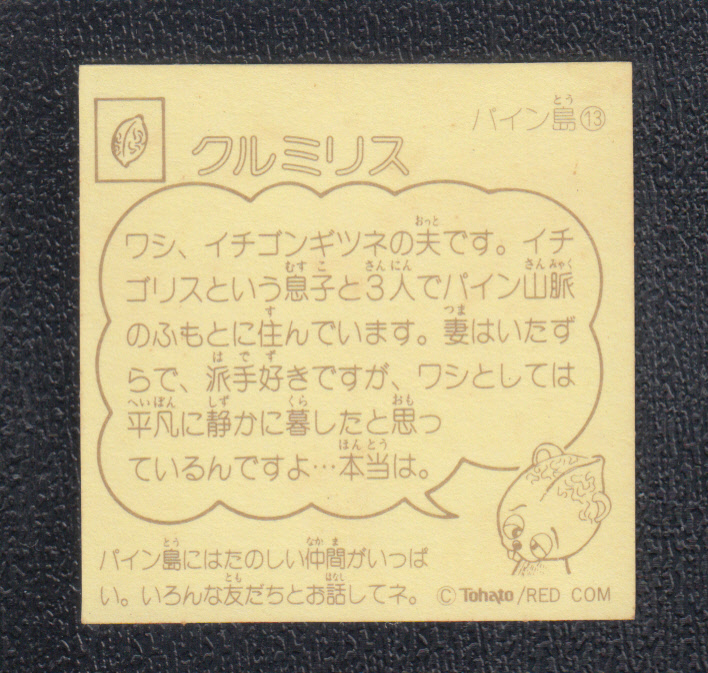 パイン島⑬
クルミリス
ワシ、イチゴンギツネの夫です。イチ
ゴリスという息子と3人でパイン山脈
のふもとに住んでいます。妻はいたず
らで、派手好きですが、ワシとしては
平凡に静かに暮したと思っ
ているんですよ…本当は。
パイン島にはたのしい仲間がいっぱ
い。いろんな友だちとお話してネ。
© Tohato/RED COM